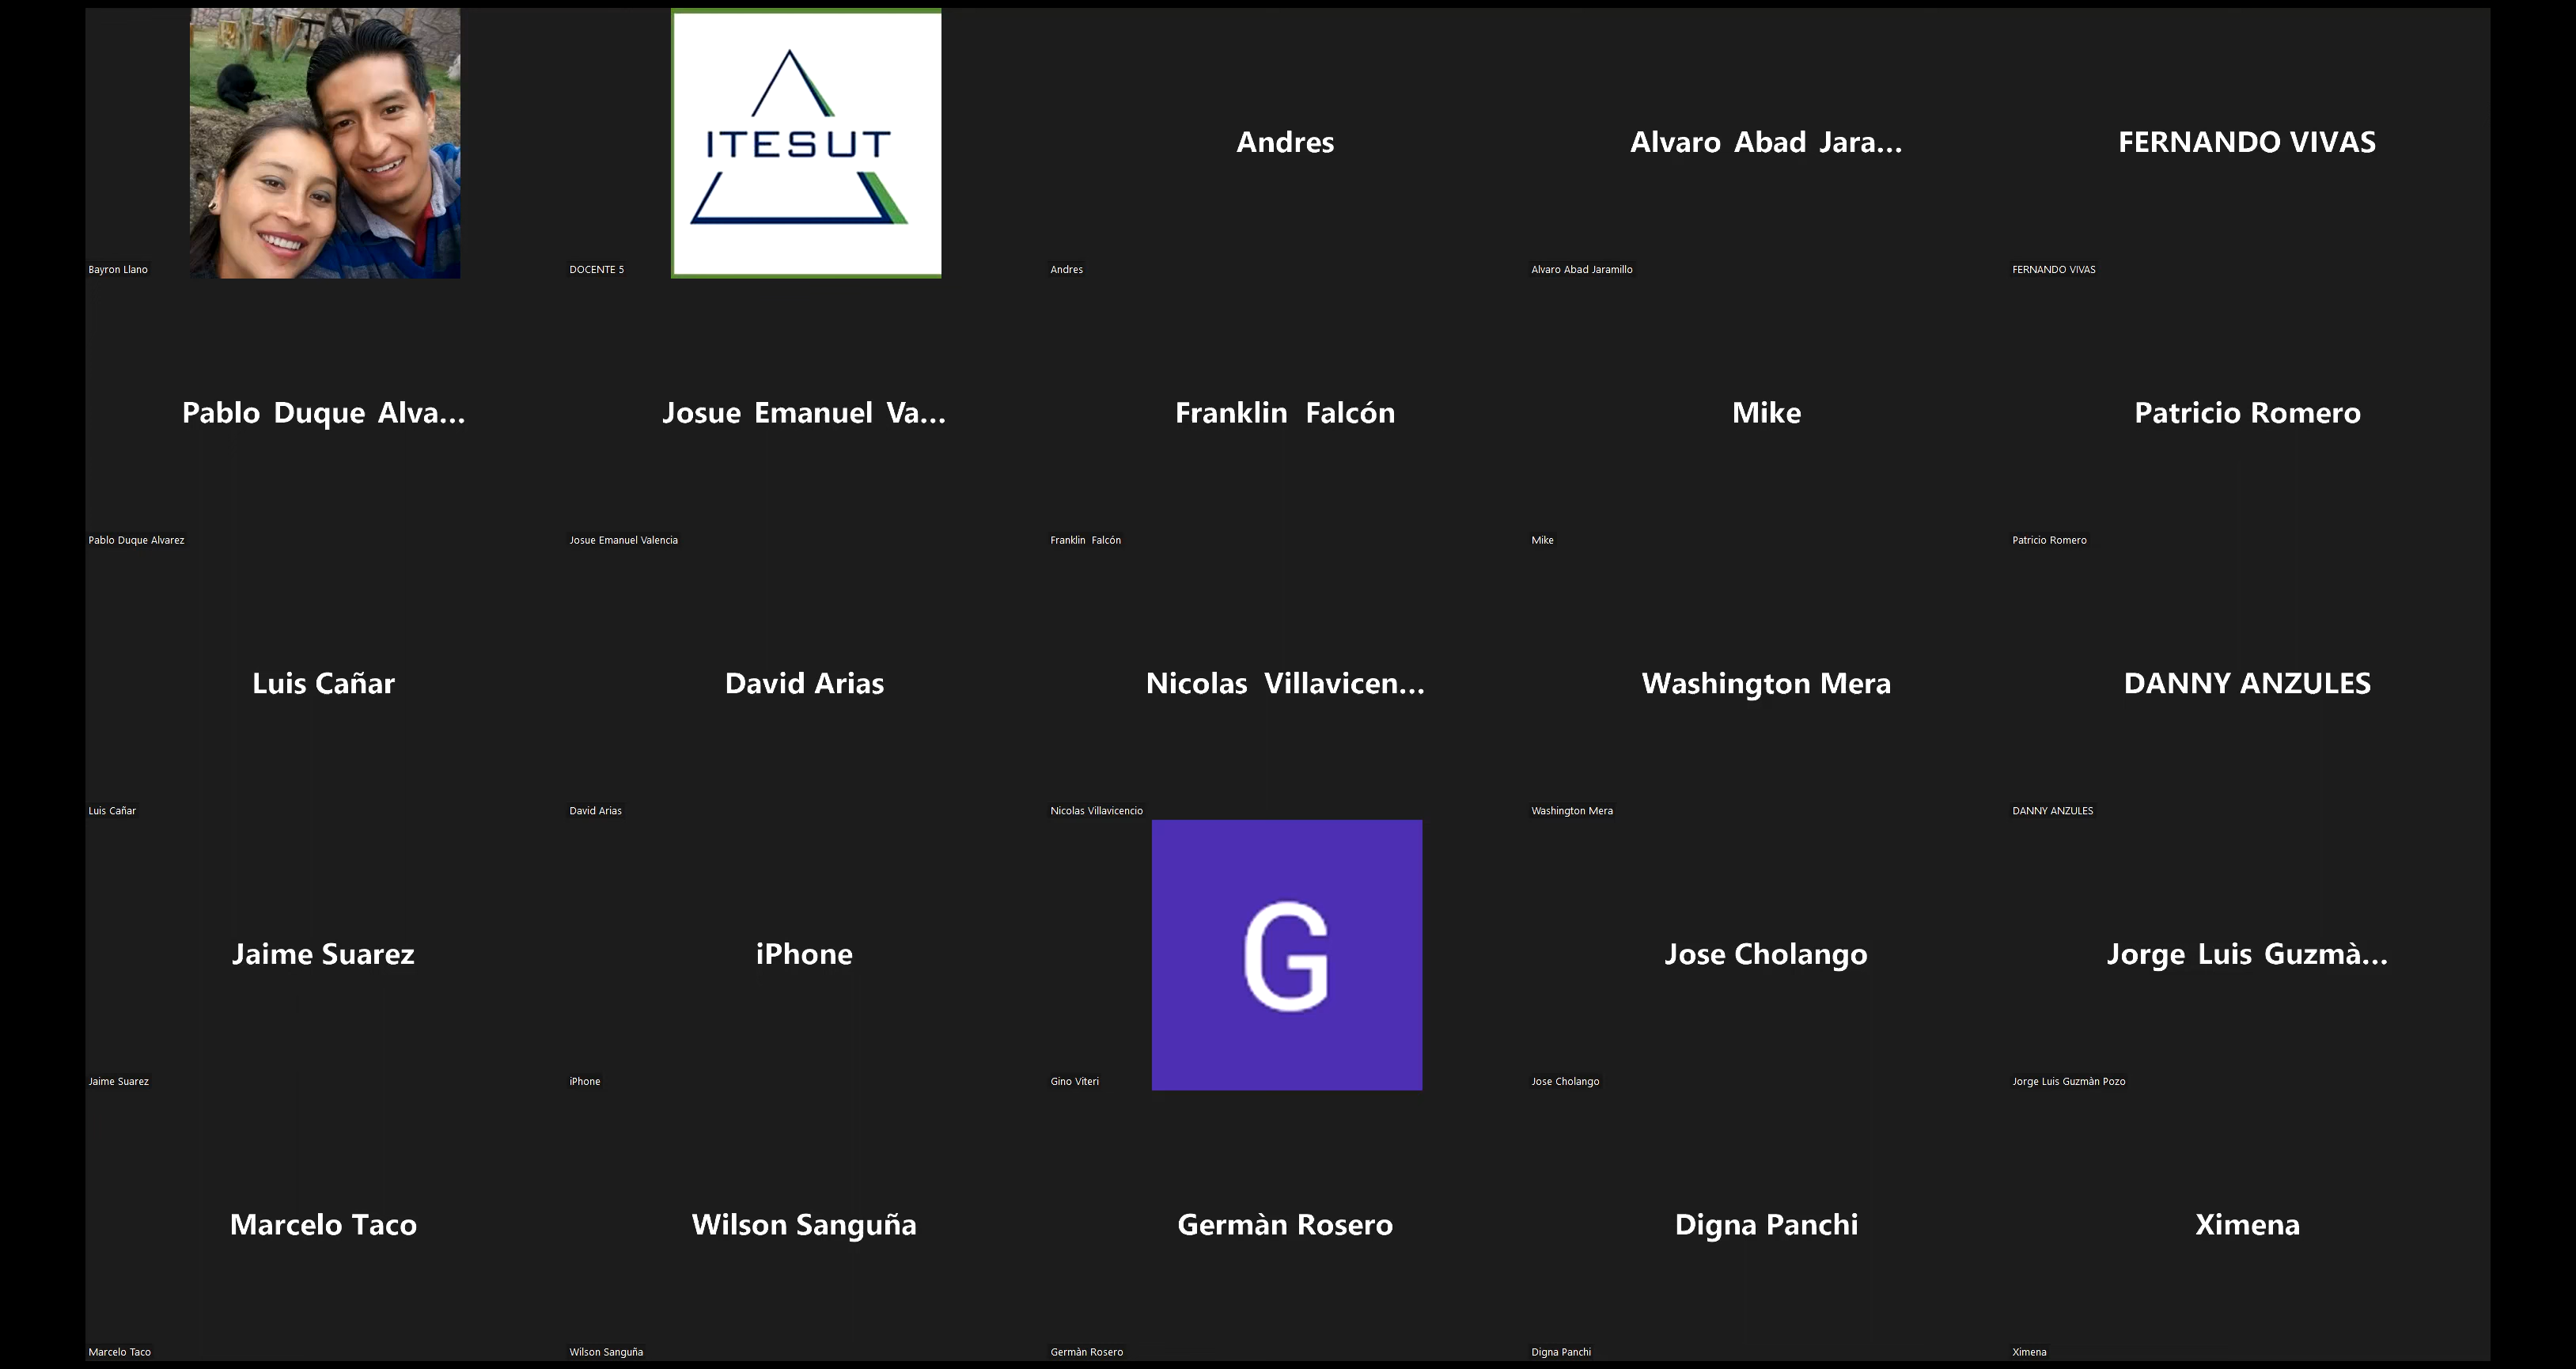 ITESUT
Andres
Alvaro Abad Jara...
FERNANDO VIVAS
Bayron Llano
DOCENTE 5
Andres
Alvaro Abad Jaramillo
FERNANDO VIVAS
Pablo Duque Alva...
Josue Emanuel Va...
Franklin Falcón
Mike
Patricio Romero
Pablo Duque Alvarez
Josue Emanuel Valencia
Franklin Falcón
Mike
Patricio Romero
Luis Cañar
David Arias
Nicolas Villavicen...
Washington Mera
DANNY ANZULES
Luis Cañar
David Arias
Nicolas Villavicencio
Washington Mera
DANNY ANZULES
Jaime Suarez
iPhone
G
Jose Cholango
Jorge Luis Guzmà...
Jaime Suarez
iPhone
Gino Viteri
Jose Cholango
Jorge Luis Guzmàn Pozo
Marcelo Taco
Wilson Sanguña
Germàn Rosero
Digna Panchi
Ximena
Marcelo Taco
Wilson Sanguña
Germàn Rosero
Digna Panchi
Ximena